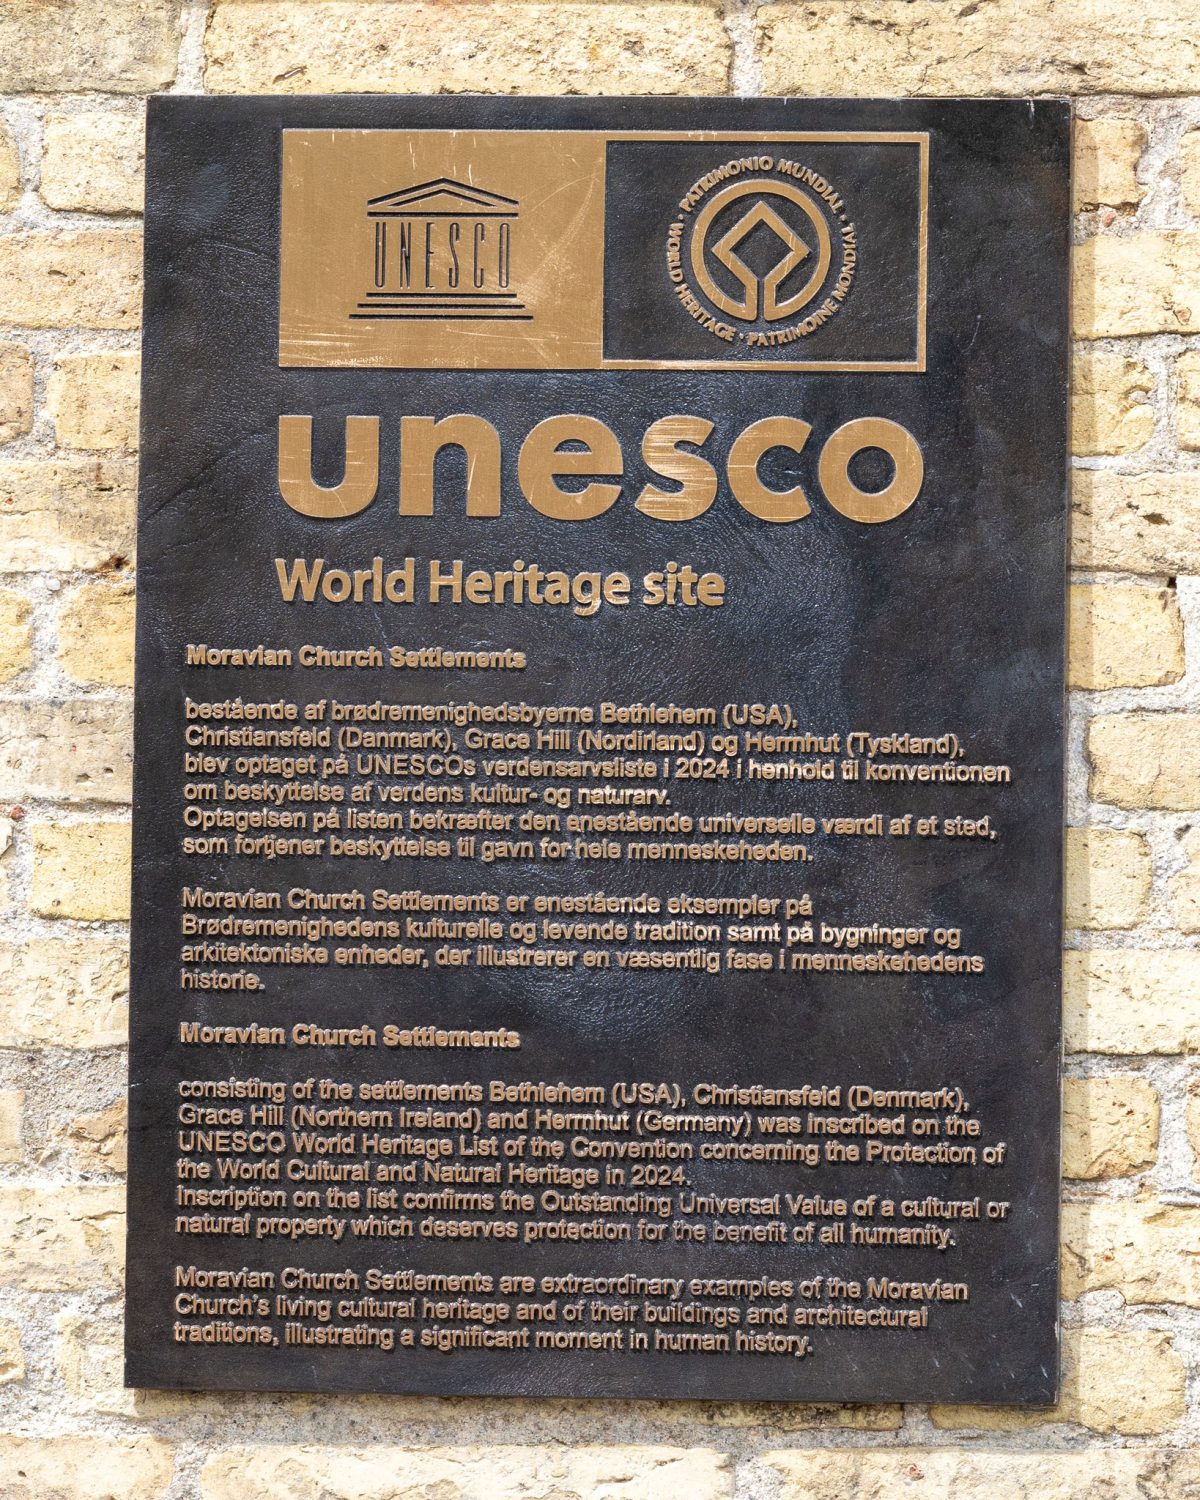 UNESCO
WORLD HERITAGE • PATRIMONIO MUNDIAL • PATRIMOINE MONDIAL •
unesco
World Heritage site
Moravian Church Settlements
bestående af brødremenighedsbyerne Bethlehem (USA),
Christiansfeld (Danmark), Grace Hill (Nordirland) og Herrnhut (Tyskland),
blev optaget på UNESCOs verdensarvsliste i 2024 i henhold til konventionen
om beskyttelse af verdens kultur- og naturarv.
Optagelsen på listen bekræfter den enestående universelle værdi af et sted,
som fortjener beskyttelse til gavn for hele menneskeheden.
Moravian Church Settlements er enestående eksempler på
Brødremenighedens kulturelle og levende tradition samt på bygninger og
arkitektoniske enheder, der illustrerer en væsentlig fase i menneskehedens
historie.
Moravian Church Settlements
consisting of the settlements Bethlehem (USA), Christiansfeld (Denmark),
Grace Hill (Northern Ireland) and Herrnhut (Germany) was inscribed on the
UNESCO World Heritage List of the Convention concerning the Protection of
the World Cultural and Natural Heritage in 2024.
Inscription on the list confirms the Outstanding Universal Value of a cultural or
natural property which deserves protection for the benefit of all humanity.
Moravian Church Settlements are extraordinary examples of the Moravian
Church's living cultural heritage and of their buildings and architectural
traditions, illustrating a significant moment in human history.